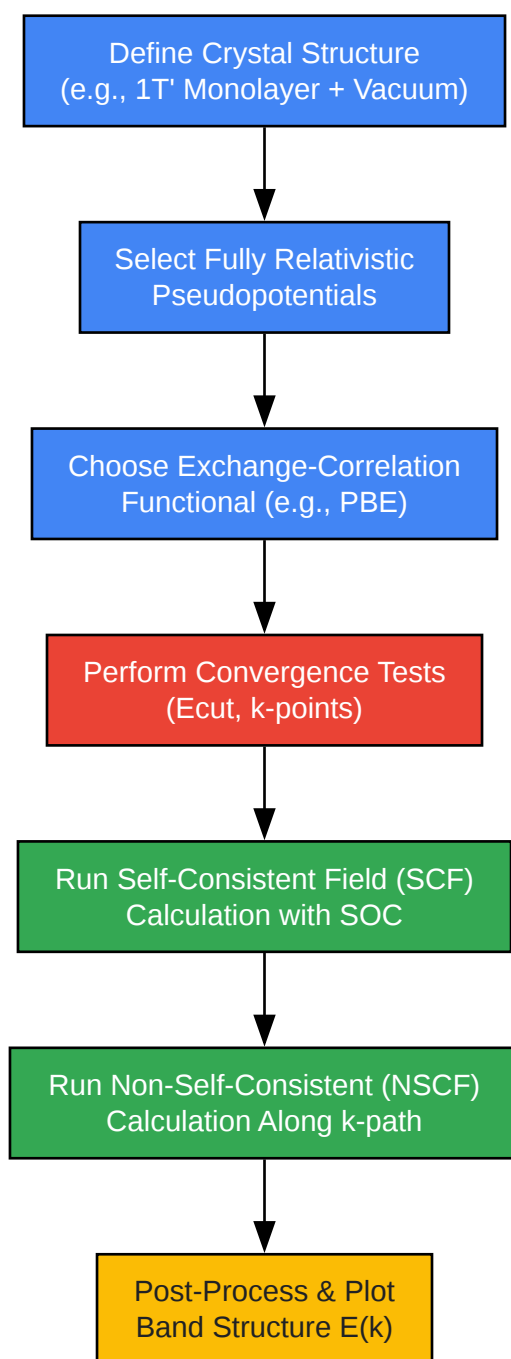 Define Crystal Structure
(e.g., 1T' Monolayer + Vacuum)
Select Fully Relativistic
Pseudopotentials
Choose Exchange-Correlation
Functional (e.g., PBE)
Perform Convergence Tests
(Ecut, k-points)
Run Self-Consistent Field (SCF)
Calculation with SOC
Run Non-Self-Consistent (NSCF)
Calculation Along k-path
Post-Process & Plot
Band Structure E(k)